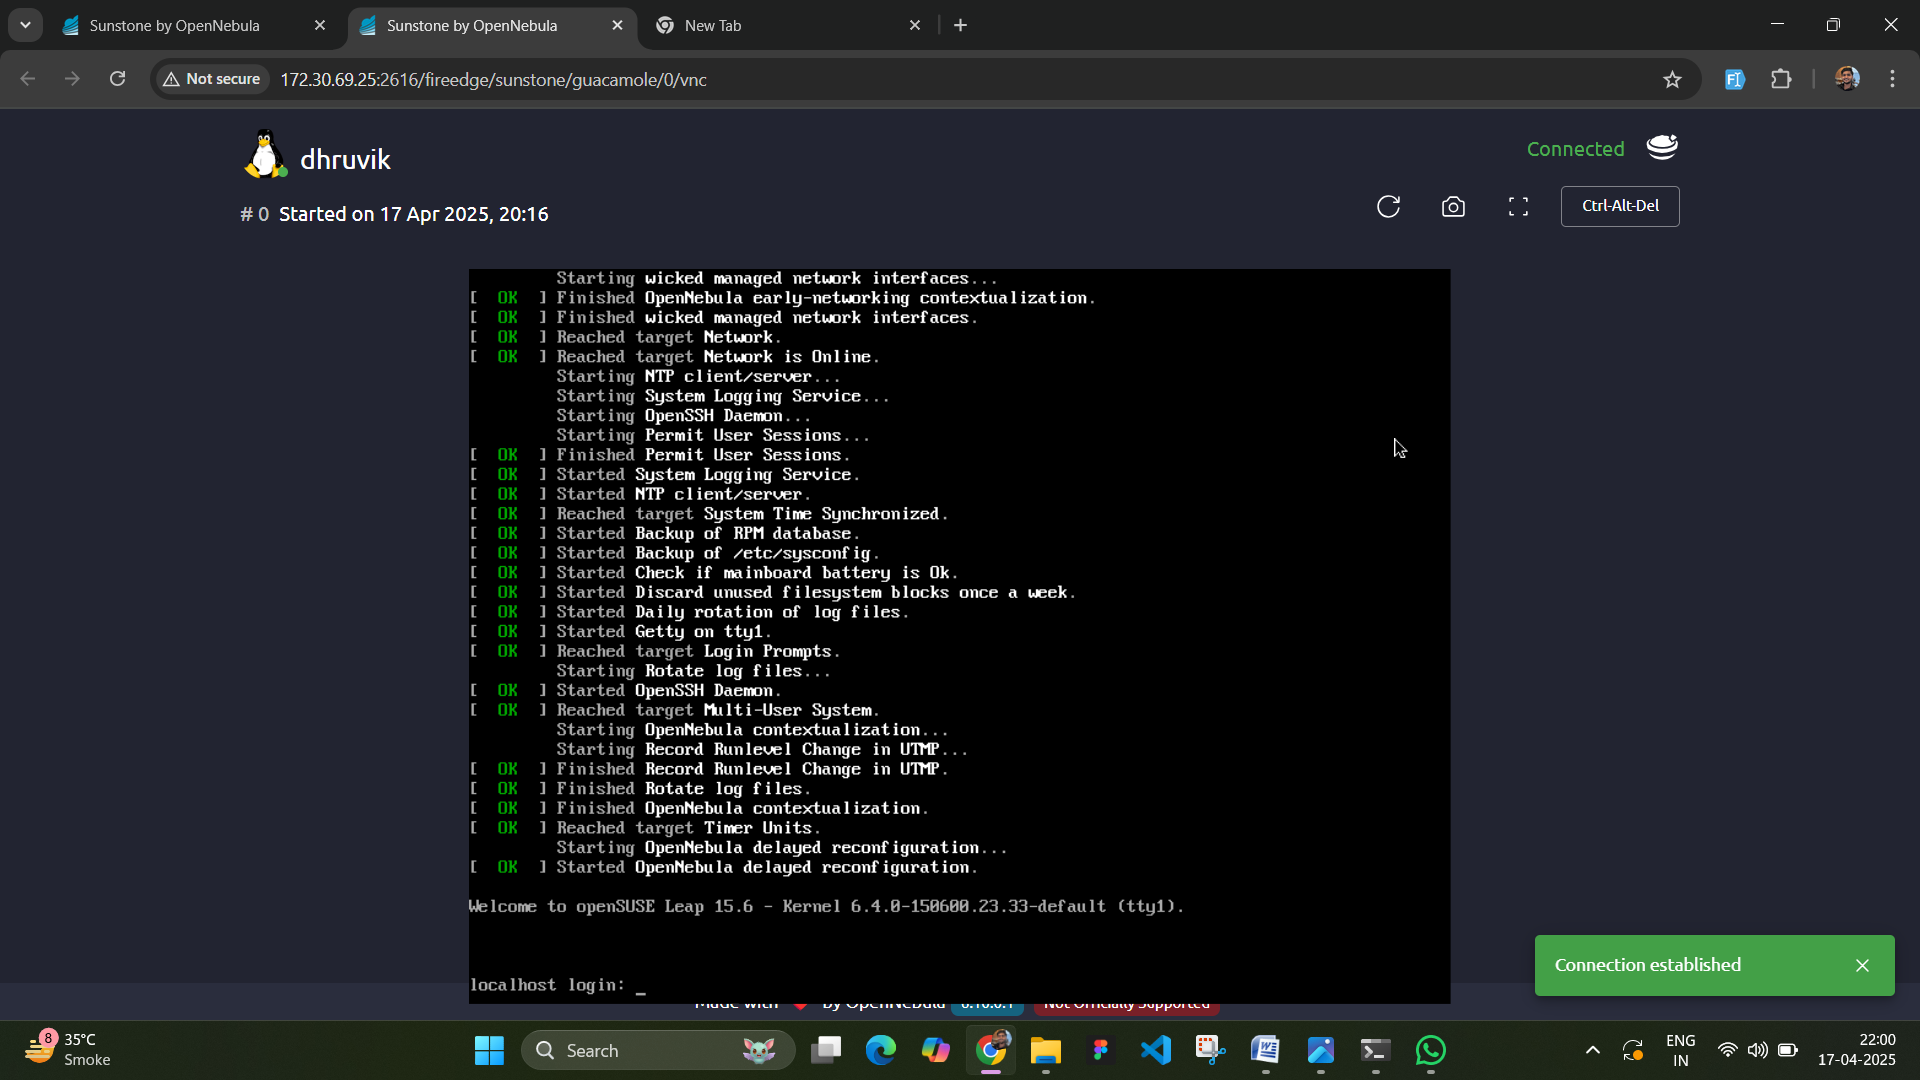 Sunstone by OpenNebula
Sunstone by OpenNebula
New Tab
Not secure 172.30.69.25:2616/fireedge/sunstone/guacamole/0/vnc
dhruvik
Connected
# 0 Started on 17 Apr 2025, 20:16
Ctrl-Alt-Del
Starting wicked managed network interfaces...
[ OK ] Finished OpenNebula early-networking contextualization.
[ OK ] Finished wicked managed network interfaces.
[ OK ] Reached target Network.
[ OK ] Reached target Network is Online.
Starting NTP client/server...
Starting System Logging Service...
Starting OpenSSH Daemon...
Starting Permit User Sessions...
[ OK ] Finished Permit User Sessions.
[ OK ] Started System Logging Service.
[ OK ] Started NTP client/server.
[ OK ] Reached target System Time Synchronized.
[ OK ] Started Backup of RPM database.
[ OK ] Started Backup of /etc/sysconfig.
[ OK ] Started Check if mainboard battery is Ok.
[ OK ] Started Discard unused filesystem blocks once a week.
[ OK ] Started Daily rotation of log files.
[ OK ] Started Getty on tty1.
[ OK ] Reached target Login Prompts.
Starting Rotate log files...
[ OK ] Started OpenSSH Daemon.
[ OK ] Reached target Multi-User System.
Starting OpenNebula contextualization...
Starting Record Runlevel Change in UTMP...
[ OK ] Finished Record Runlevel Change in UTMP.
[ OK ] Finished Rotate log files.
[ OK ] Finished OpenNebula contextualization.
[ OK ] Reached target Timer Units.
Starting OpenNebula delayed reconfiguration...
[ OK ] Started OpenNebula delayed reconfiguration.
Welcome to openSUSE Leap 15.6 - Kernel 6.4.0-150600.23.33-default (tty1).
localhost login: _
Connection established
Made with by OpenNebula 6.10.0.1 Not Officially Supported
8
35°C
Smoke
Search
ENG
IN
22:00
17-04-2025